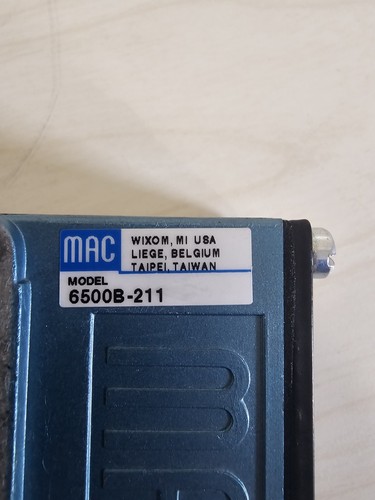 MAC
WIXOM, MI USA
LIEGE, BELGIUM
TAIPEI, TAIWAN
MODEL
6500B-211